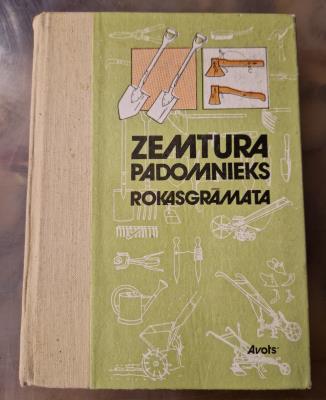 ZEMTURA
PADOMNIEKS
ROKASGRĀMATA
Avots